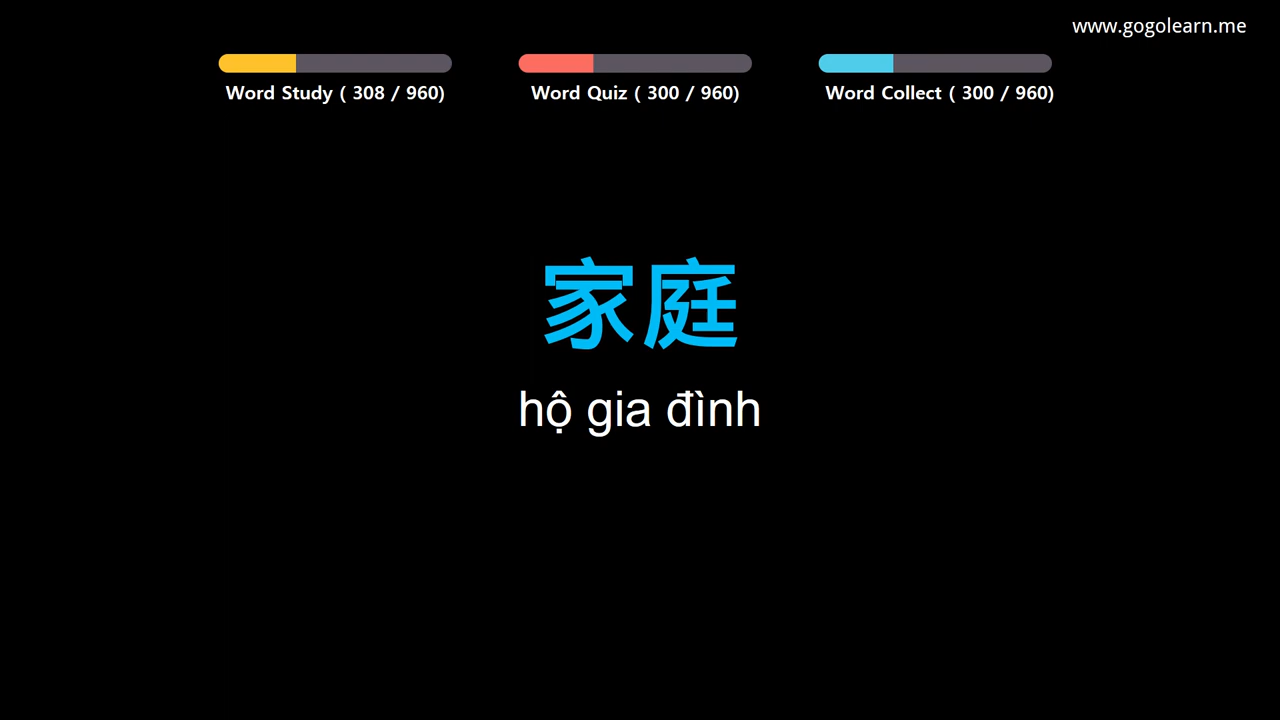 www.gogolearn.me
Word Study ( 308 / 960)
Word Quiz ( 300 / 960)
Word Collect ( 300 / 960)
家庭
hộ gia đình